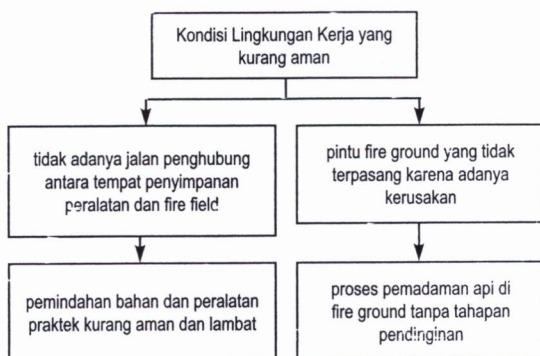 Kondisi Lingkungan Kerja yang
kurang aman
tidak adanya jalan penghubung
antara tempat penyimpanan
peralatan dan fire field
pintu fire ground yang tidak
terpasang karena adanya
kerusakan
pemindahan bahan dan peralatan
praktek kurang aman dan lambat
proses pemadaman api di
fire ground tanpa tahapan
pendinginan